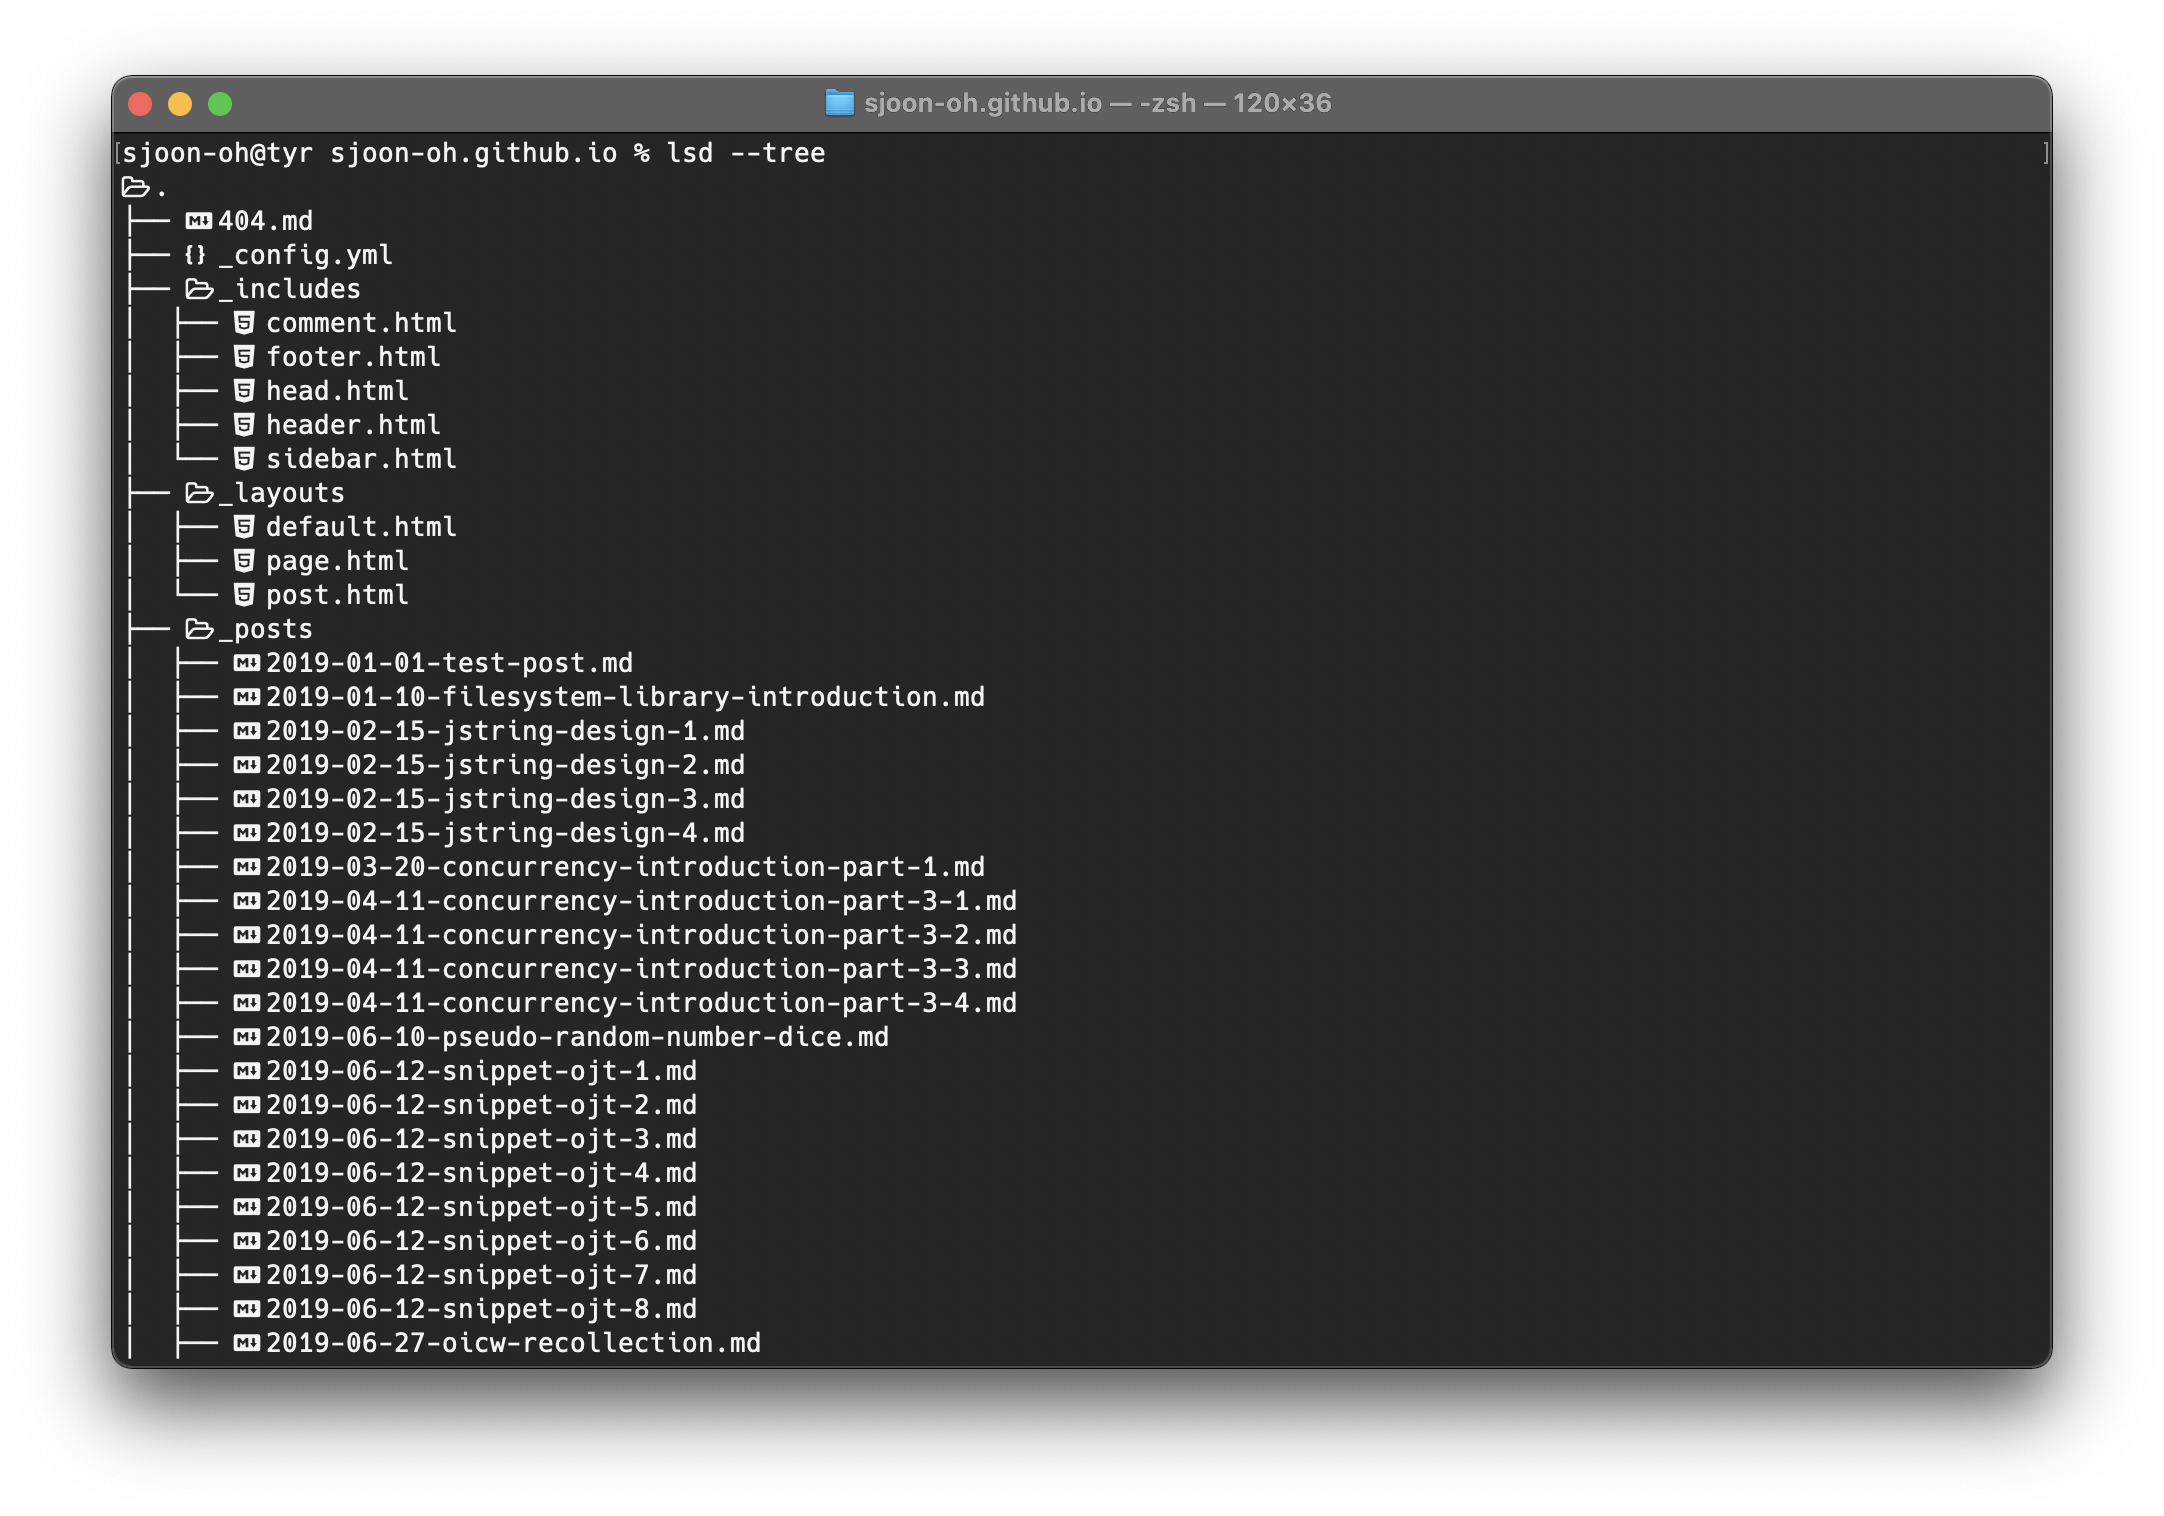 sjoon-oh.github.io — -zsh — 120×36
[sjoon-oh@tyr sjoon-oh.github.io % lsd --tree ]
.
├── 404.md
├── {} _config.yml
├── _includes
│   ├── comment.html
│   ├── footer.html
│   ├── head.html
│   ├── header.html
│   └── sidebar.html
├── _layouts
│   ├── default.html
│   ├── page.html
│   └── post.html
├── _posts
│   ├── 2019-01-01-test-post.md
│   ├── 2019-01-10-filesystem-library-introduction.md
│   ├── 2019-02-15-jstring-design-1.md
│   ├── 2019-02-15-jstring-design-2.md
│   ├── 2019-02-15-jstring-design-3.md
│   ├── 2019-02-15-jstring-design-4.md
│   ├── 2019-03-20-concurrency-introduction-part-1.md
│   ├── 2019-04-11-concurrency-introduction-part-3-1.md
│   ├── 2019-04-11-concurrency-introduction-part-3-2.md
│   ├── 2019-04-11-concurrency-introduction-part-3-3.md
│   ├── 2019-04-11-concurrency-introduction-part-3-4.md
│   ├── 2019-06-10-pseudo-random-number-dice.md
│   ├── 2019-06-12-snippet-ojt-1.md
│   ├── 2019-06-12-snippet-ojt-2.md
│   ├── 2019-06-12-snippet-ojt-3.md
│   ├── 2019-06-12-snippet-ojt-4.md
│   ├── 2019-06-12-snippet-ojt-5.md
│   ├── 2019-06-12-snippet-ojt-6.md
│   ├── 2019-06-12-snippet-ojt-7.md
│   ├── 2019-06-12-snippet-ojt-8.md
│   ├── 2019-06-27-oicw-recollection.md